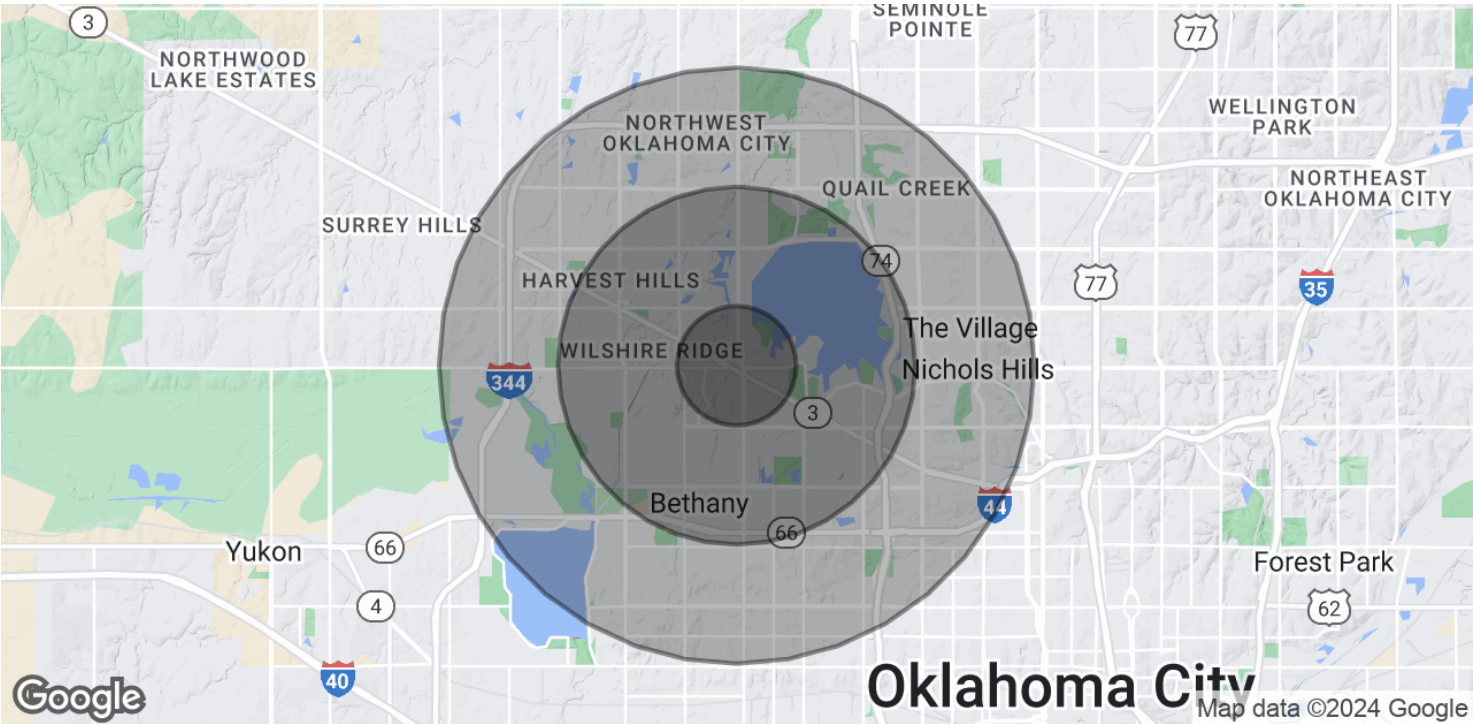 3
SEMINOLE
POINTE
77
NORTHWOOD
LAKE ESTATES
WELLINGTON
PARK
NORTHWEST
OKLAHOMA CITY
QUAIL CREEK
NORTHEAST
OKLAHOMA CITY
SURREY HILLS
74
HARVEST HILLS
77
35
The Village
WILSHIRE RIDGE
Nichols Hills
344
3
Bethany
44
66
Yukon
66
Forest Park
4
62
40
Oklahoma City
Google
Map data ©2024 Google